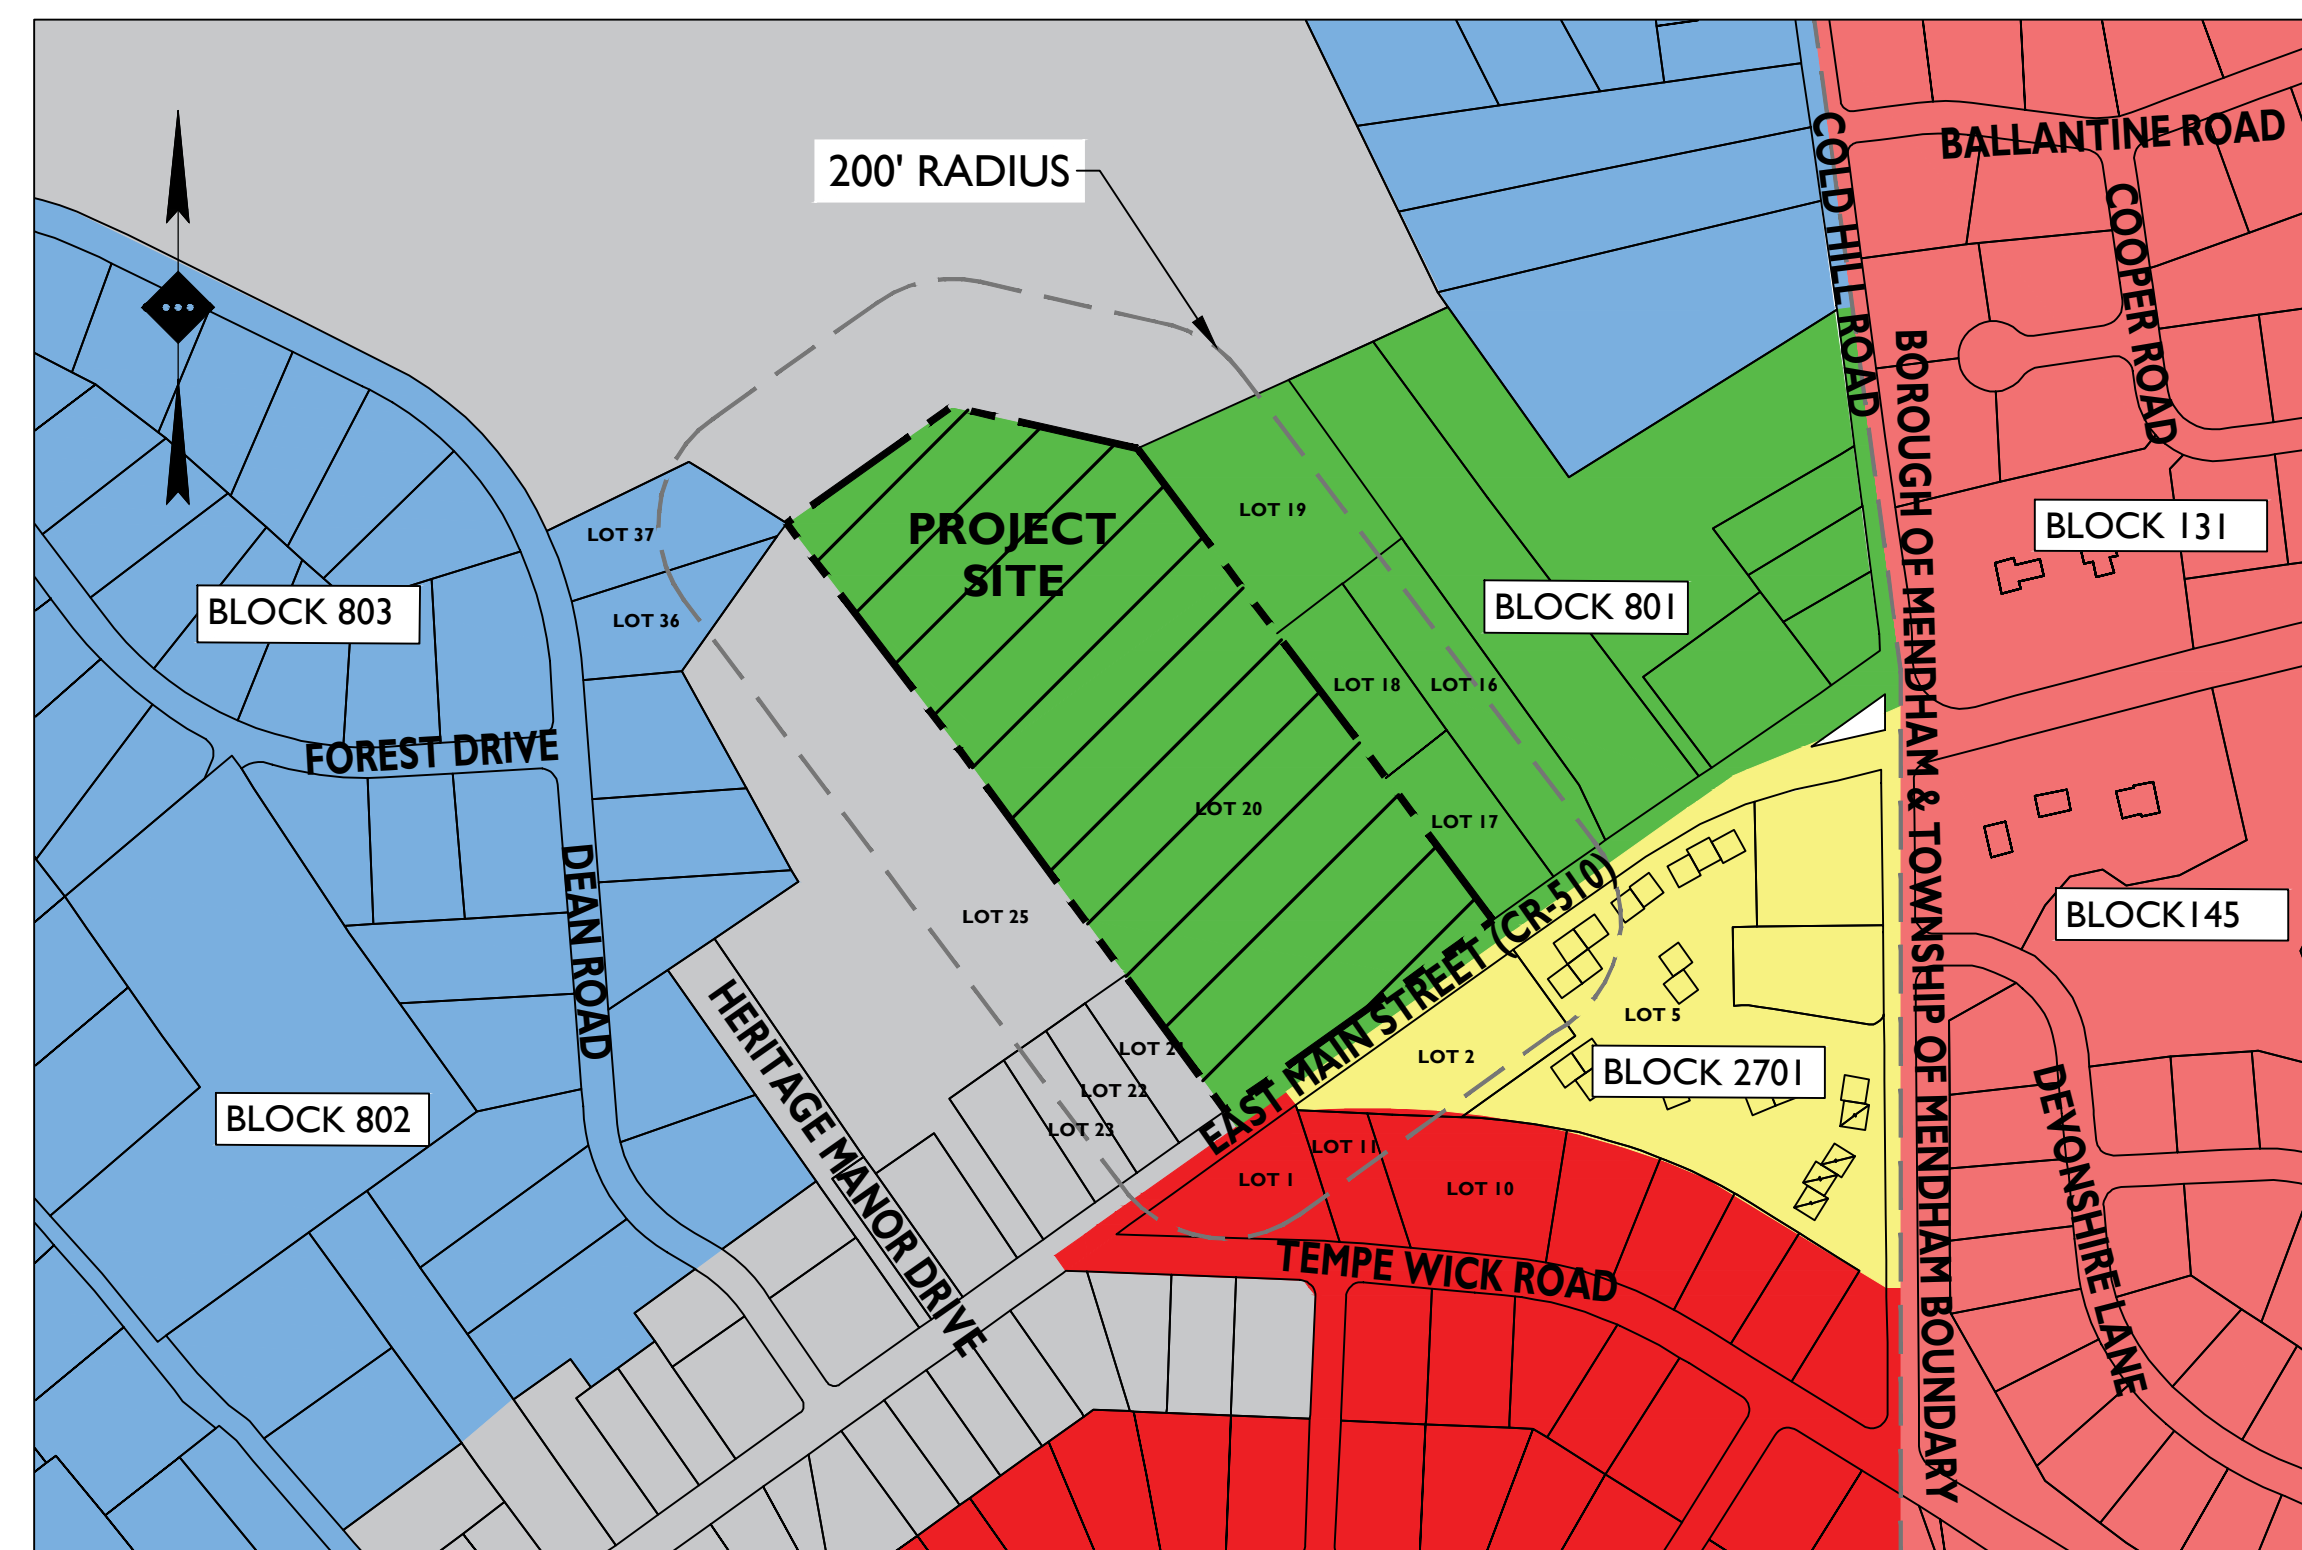 BALLANTINE ROAD
COLD HILL ROAD
200' RADIUS
COOPER ROAD
BOROUGH OF MENDHAM & TOWNSHIP OF MENDHAM BOUNDARY
PROJECT
SITE
LOT 19
LOT 37
BLOCK 131
BLOCK 803
LOT 36
BLOCK 801
LOT 18
LOT 16
FOREST DRIVE
LOT 20
LOT 17
DEAN ROAD
LOT 25
EAST MAIN STREET (CR-510)
BLOCK145
HERITAGE MANOR DRIVE
LOT 5
LOT 21
LOT 2
BLOCK 2701
LOT 22
BLOCK 802
LOT 23
LOT 11
LOT 1
LOT 10
DEVONSHIRE LANE
TEMPE WICK ROAD